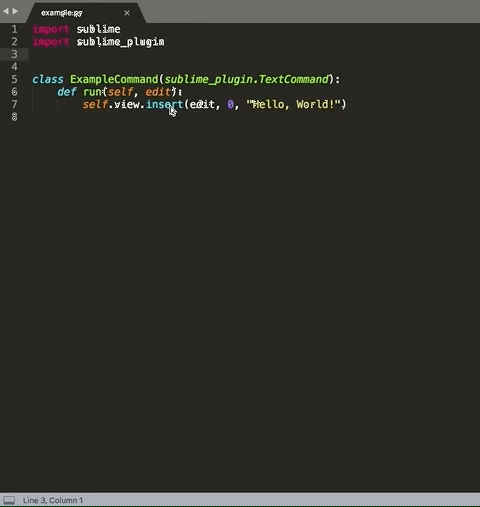 example.py
1 import sublime
2 import sublime_plugin
3
4
5 class ExampleCommand(sublime_plugin.TextCommand):
6     def run(self, edit):
7         self.view.insert(edit, 0, "Hello, World!")
8
Line 3, Column 1